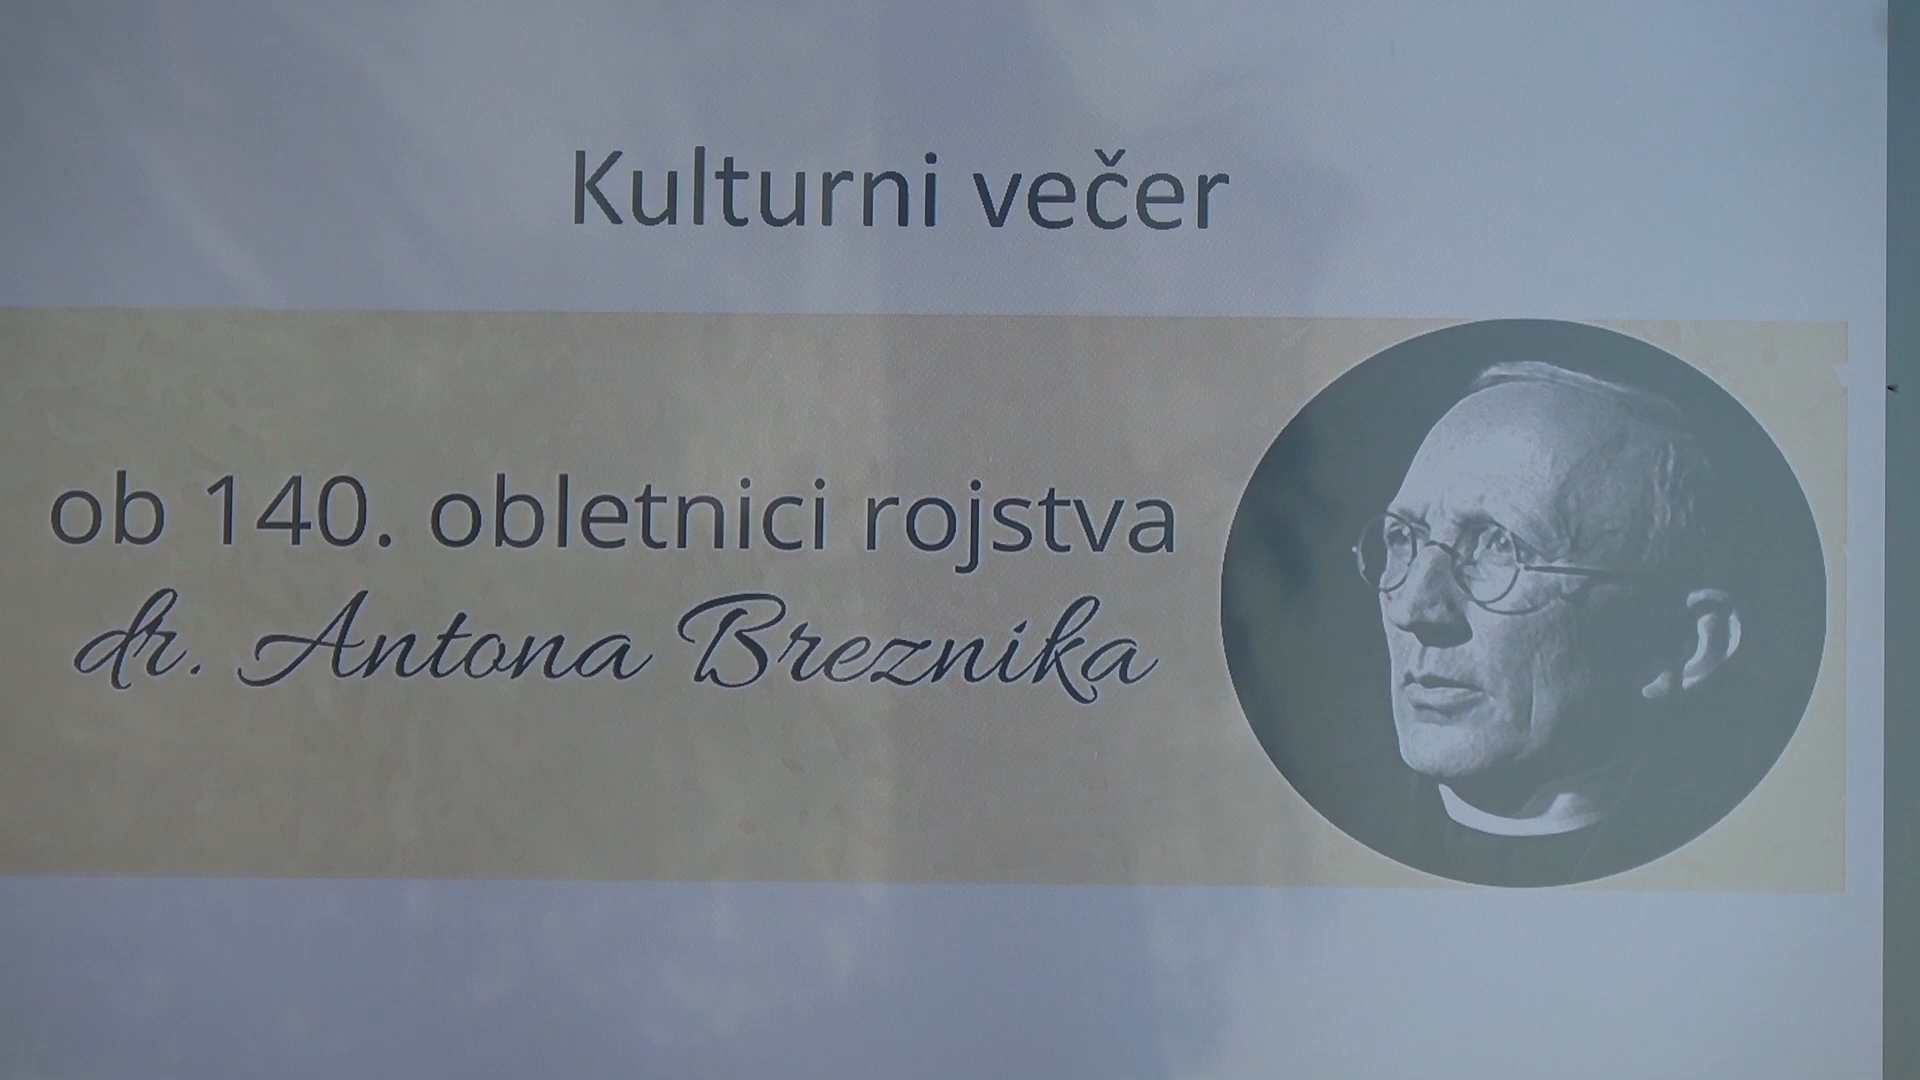 Kulturni večer
ob 140. obletnici rojstva
dr. Antona Breznika